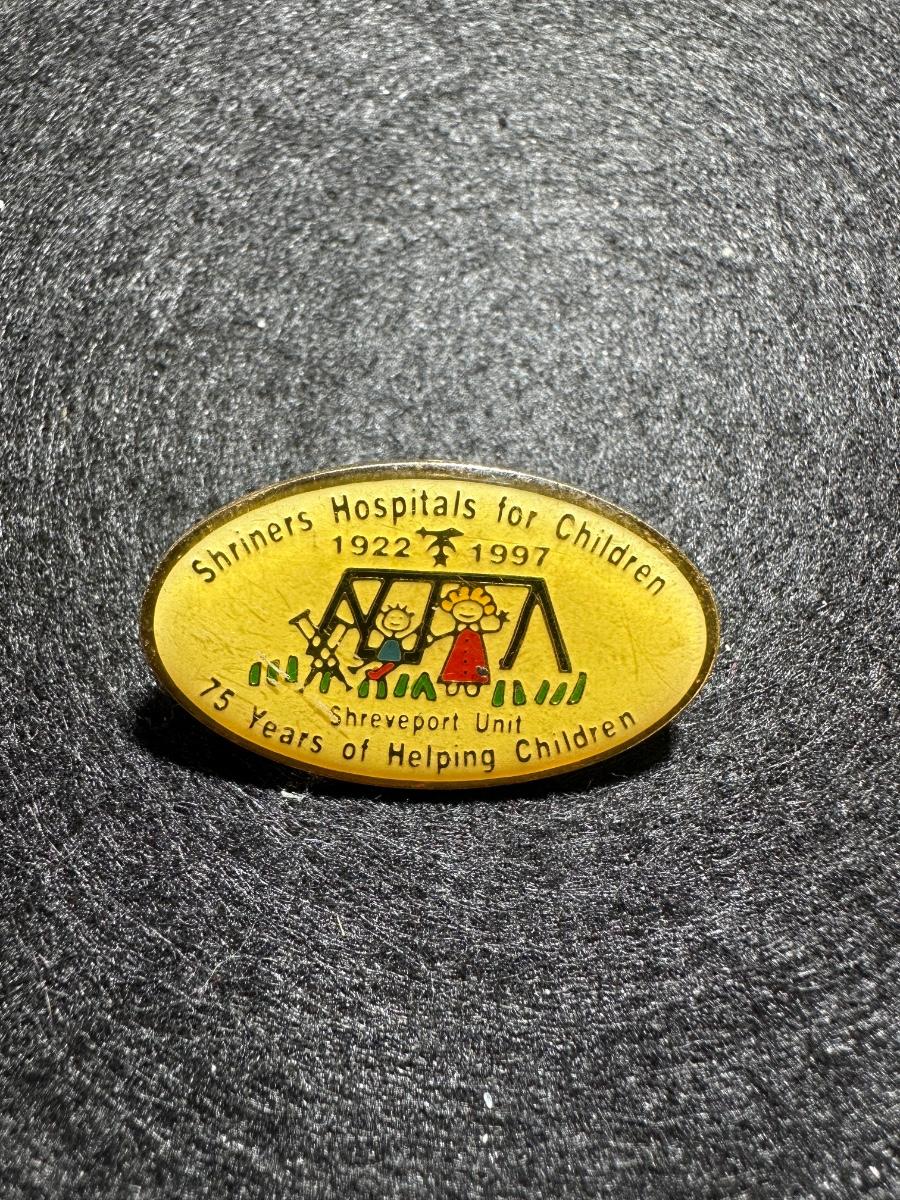 Shriners Hospitals for Children
1922 1997
Shreveport Unit
75 Years of Helping Children